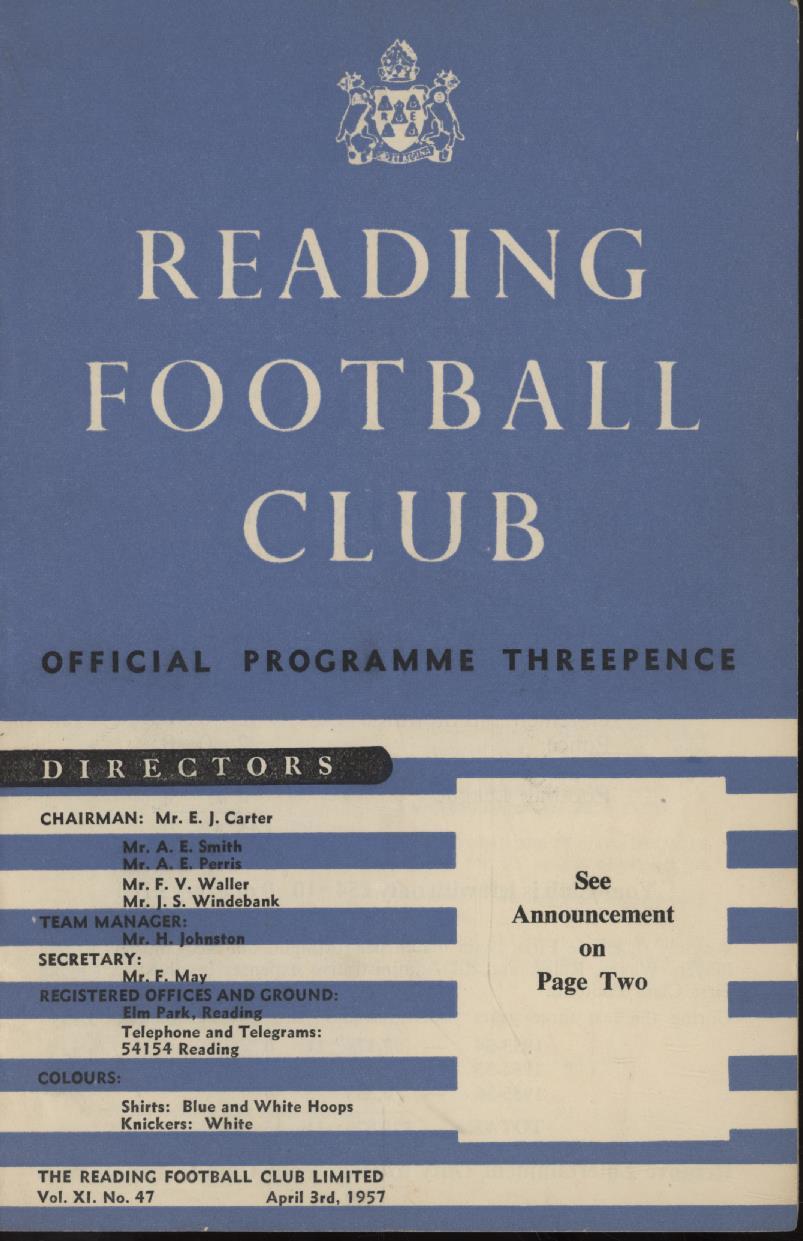 R E
READING
FOOTBALL
CLUB
OFFICIAL PROGRAMME THREEPENCE
DIRECTORS
CHAIRMAN: Mr. E. J. Carter
Mr. A. E. Smith
Mr. A. E. Perris
Mr. F. V. Waller
Mr. J. S. Windebank
TEAM MANAGER:
Mr. H. Johnston
SECRETARY:
Mr. F. May
REGISTERED OFFICES AND GROUND:
Elm Park, Reading
Telephone and Telegrams:
54154 Reading
COLOURS:
Shirts: Blue and White Hoops
Knickers: White
See
Announcement
on
Page Two
THE READING FOOTBALL CLUB LIMITED
Vol. XI. No. 47 April 3rd, 1957